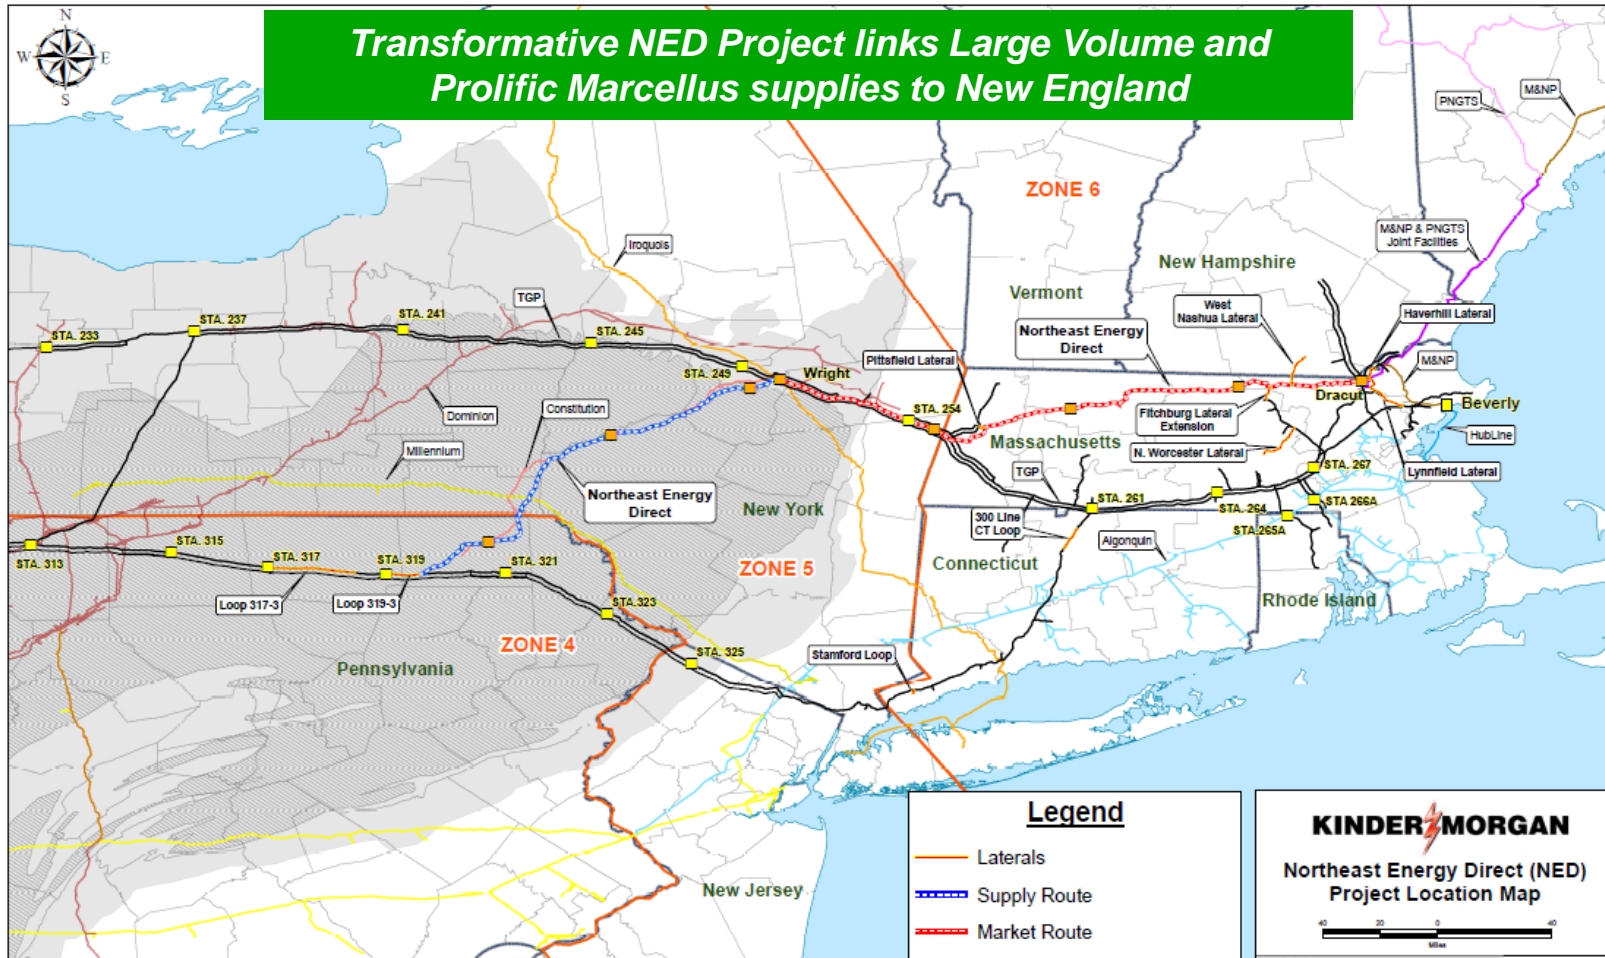 Transformative NED Project links Large Volume and
Prolific Marcellus supplies to New England
N
W
E
S
PNGTS
M&NP
ZONE 6
M&NP & PNGTS
Joint Facilities
Iroquois
New Hampshire
Vermont
TGP
West
Nashua Lateral
Haverhill Lateral
STA. 233
STA. 237
STA. 241
STA. 245
Northeast Energy
Direct
Pittsfield Lateral
M&NP
STA. 249
Wright
Dracut
Beverly
Dominion
Constitution
STA. 254
Fitchburg Lateral
Extension
HubLine
Massachusetts
Millennium
N. Worcester Lateral
Lynnfield Lateral
TGP
STA. 267
Northeast Energy
Direct
New York
STA. 261
STA 266A
STA. 264
300 Line
CT Loop
STA.265A
Algonquin
STA. 313
STA. 315
STA. 317
STA. 319
STA. 321
ZONE 5
Connecticut
Loop 317-3
Loop 319-3
STA.323
Rhode Island
ZONE 4
STA. 325
Stamford Loop
Pennsylvania
New Jersey
Legend
Laterals
Supply Route
Market Route
KINDER MORGAN
Northeast Energy Direct (NED)
Project Location Map
40 20 0 40
Miles